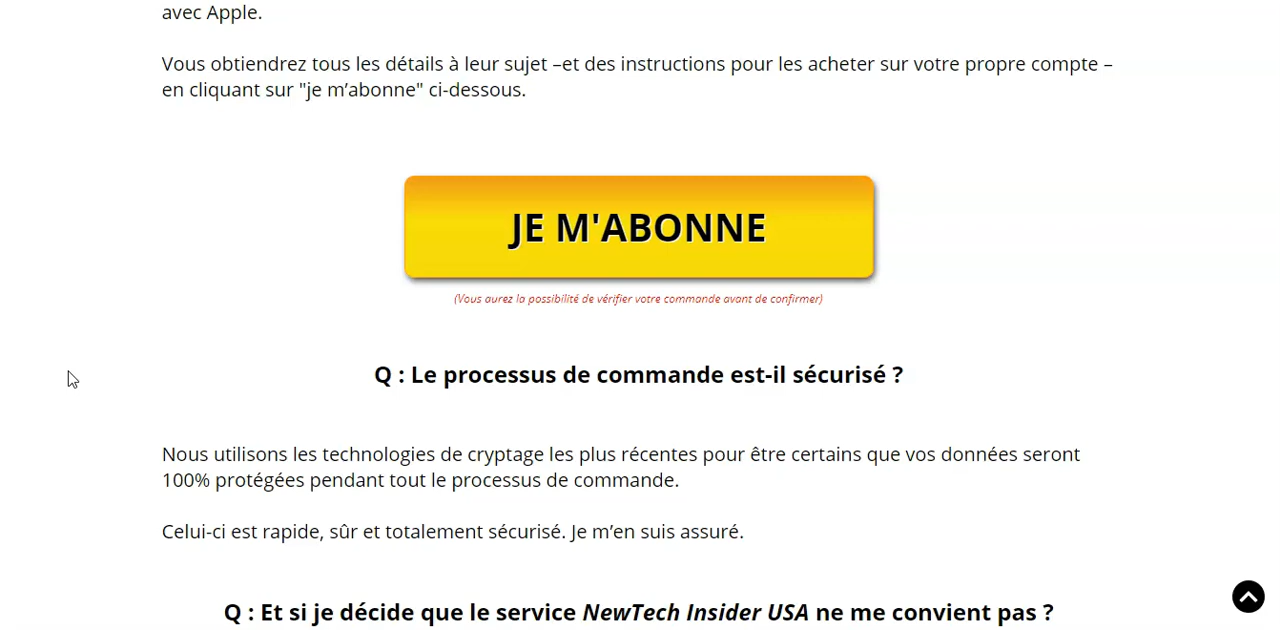 avec Apple.
Vous obtiendrez tous les détails à leur sujet –et des instructions pour les acheter sur votre propre compte –
en cliquant sur "je m’abonne" ci-dessous.
JE M'ABONNE
(Vous aurez la possibilité de vérifier votre commande avant de confirmer)
Q : Le processus de commande est-il sécurisé ?
Nous utilisons les technologies de cryptage les plus récentes pour être certains que vos données seront
100% protégées pendant tout le processus de commande.
Celui-ci est rapide, sûr et totalement sécurisé. Je m’en suis assuré.
Q : Et si je décide que le service NewTech Insider USA ne me convient pas ?